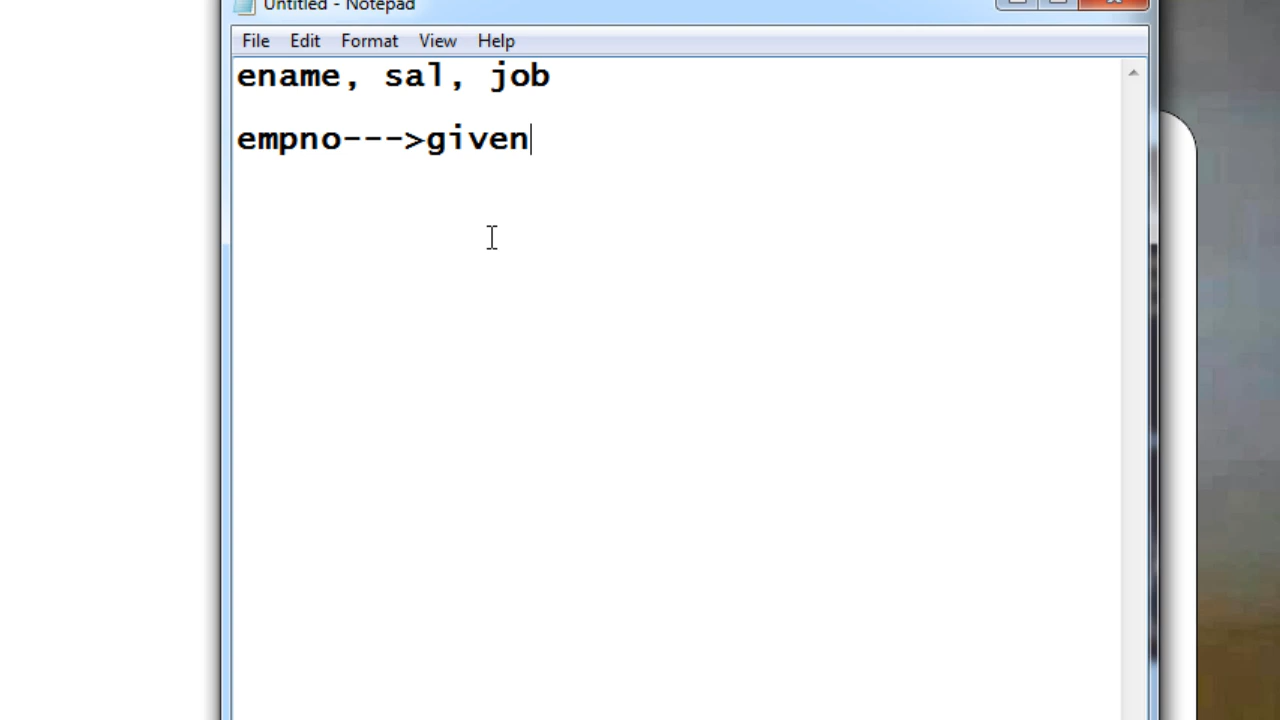 Untitled - Notepad
File Edit Format View Help
ename, sal, job
empno--->given